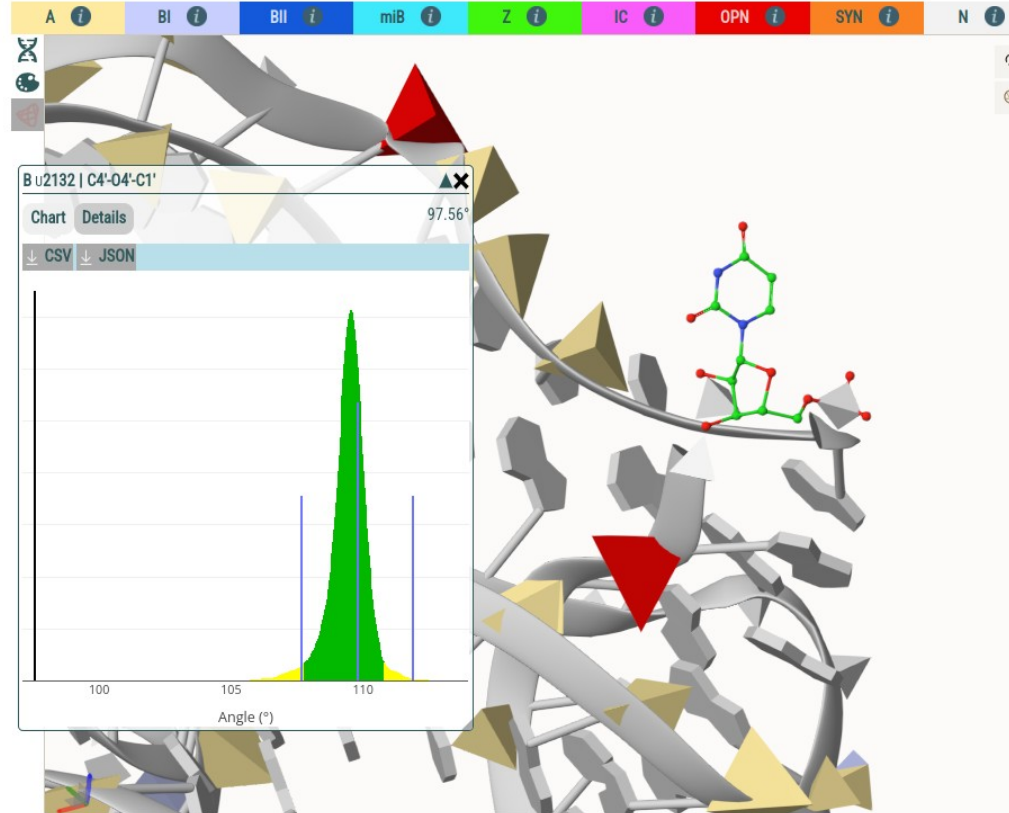 A i BI i BII i miB i Z i IC i OPN i SYN i N i
B U2132 | C4'-O4'-C1'
Chart Details 97.56°
CSV JSON
100 105 110
Angle (°)